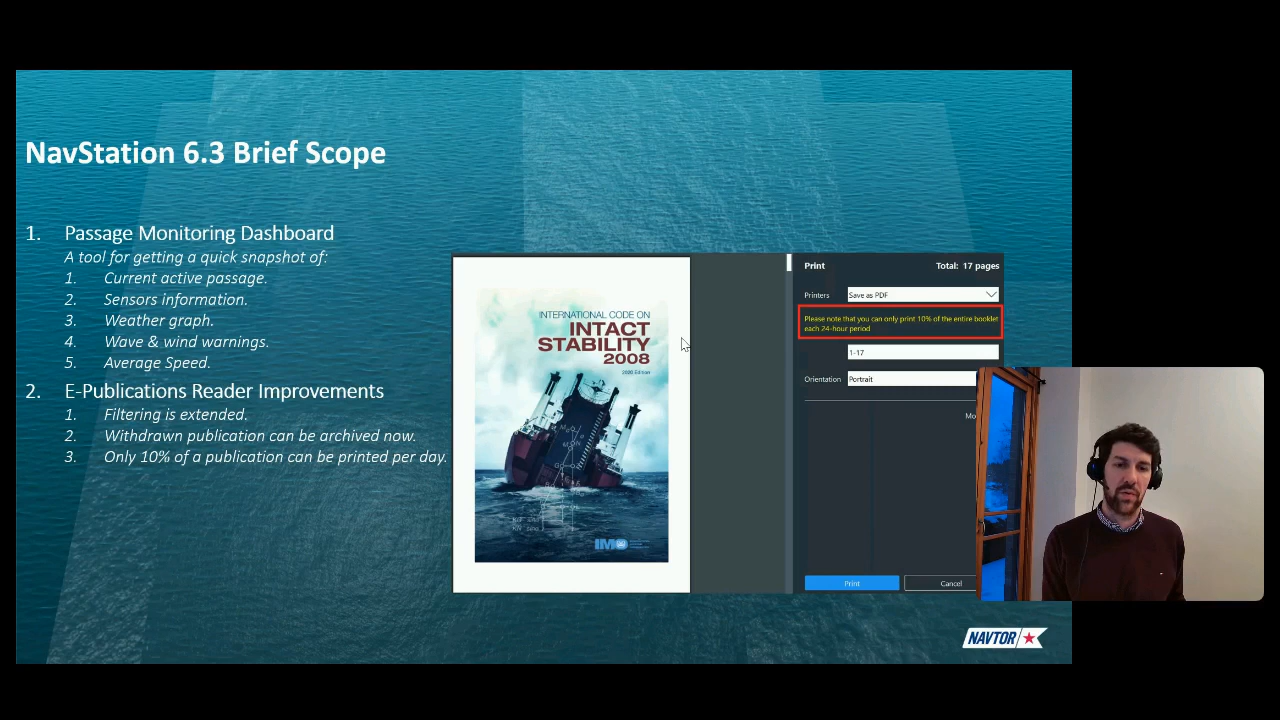 NavStation 6.3 Brief Scope
1. Passage Monitoring Dashboard
A tool for getting a quick snapshot of:
1. Current active passage.
2. Sensors information.
3. Weather graph.
4. Wave & wind warnings.
5. Average Speed.
2. E-Publications Reader Improvements
1. Filtering is extended.
2. Withdrawn publication can be archived now.
3. Only 10% of a publication can be printed per day.
INTERNATIONAL CODE ON
INTACT
STABILITY
2008
2020 Edition
IMO
Print Total: 17 pages
Printers Save as PDF
Please note that you can only print 10% of the entire booklet
each 24-hour period
1-17
Orientation Portrait
Mo
Print Cancel
NAVTOR